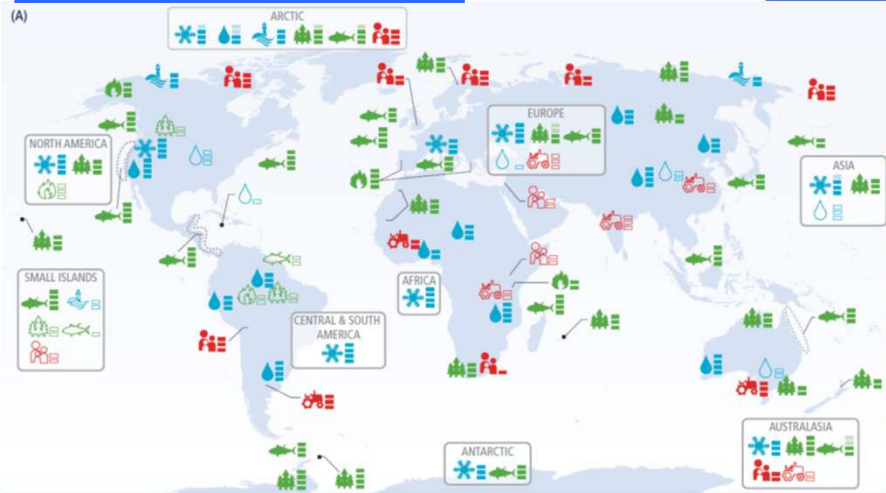 (A)
ARCTIC
EUROPE
NORTH AMERICA
ASIA
SMALL ISLANDS
AFRICA
CENTRAL & SOUTH
AMERICA
AUSTRALASIA
ANTARCTIC